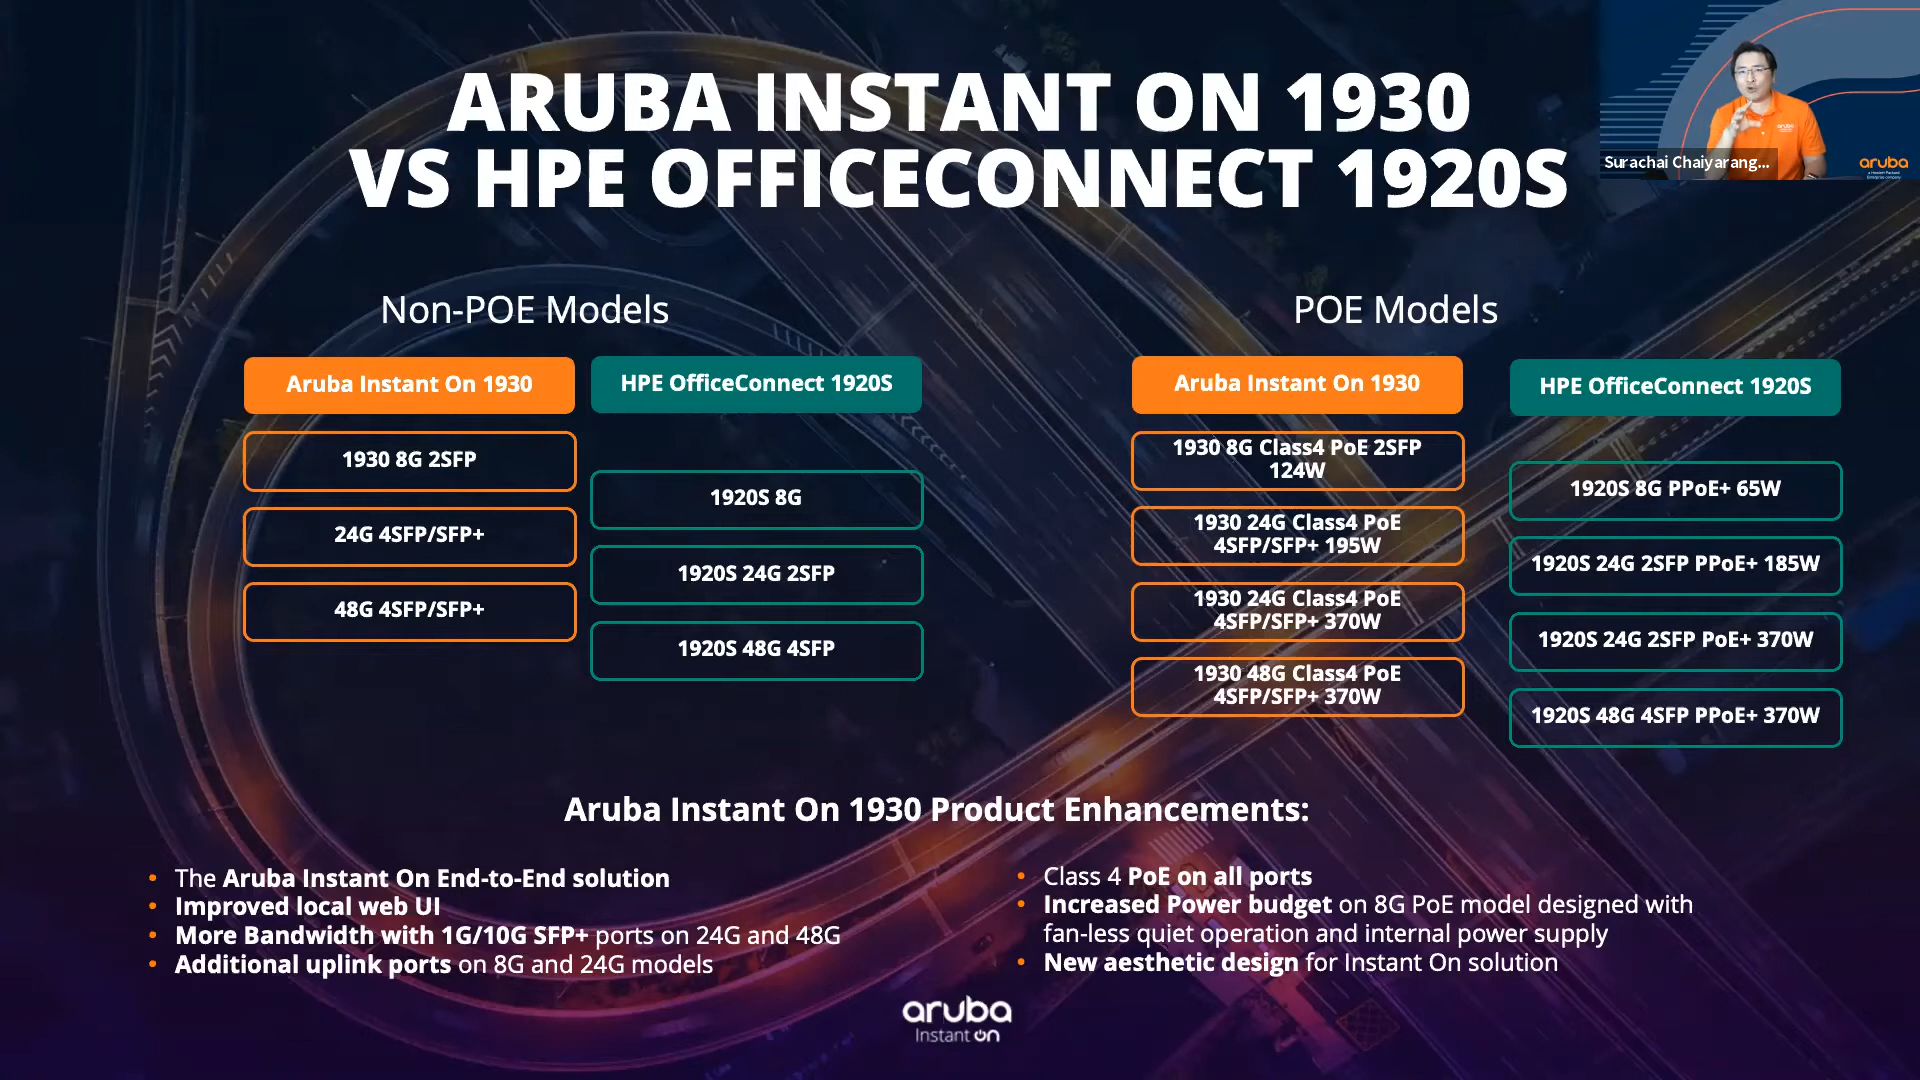 ARUBA INSTANT ON 1930
VS HPE OFFICECONNECT 1920S
Surachai Chaiyarang...
aruba
a Hewlett Packard
Enterprise company
Non-POE Models
Aruba Instant On 1930
1930 8G 2SFP
24G 4SFP/SFP+
48G 4SFP/SFP+
HPE OfficeConnect 1920S
1920S 8G
1920S 24G 2SFP
1920S 48G 4SFP
POE Models
Aruba Instant On 1930
1930 8G Class4 PoE 2SFP
124W
1930 24G Class4 PoE
4SFP/SFP+ 195W
1930 24G Class4 PoE
4SFP/SFP+ 370W
1930 48G Class4 PoE
4SFP/SFP+ 370W
HPE OfficeConnect 1920S
1920S 8G PPoE+ 65W
1920S 24G 2SFP PPoE+ 185W
1920S 24G 2SFP PoE+ 370W
1920S 48G 4SFP PPoE+ 370W
Aruba Instant On 1930 Product Enhancements:
• The Aruba Instant On End-to-End solution
• Improved local web UI
• More Bandwidth with 1G/10G SFP+ ports on 24G and 48G
• Additional uplink ports on 8G and 24G models
• Class 4 PoE on all ports
• Increased Power budget on 8G PoE model designed with
fan-less quiet operation and internal power supply
• New aesthetic design for Instant On solution
aruba
Instant On